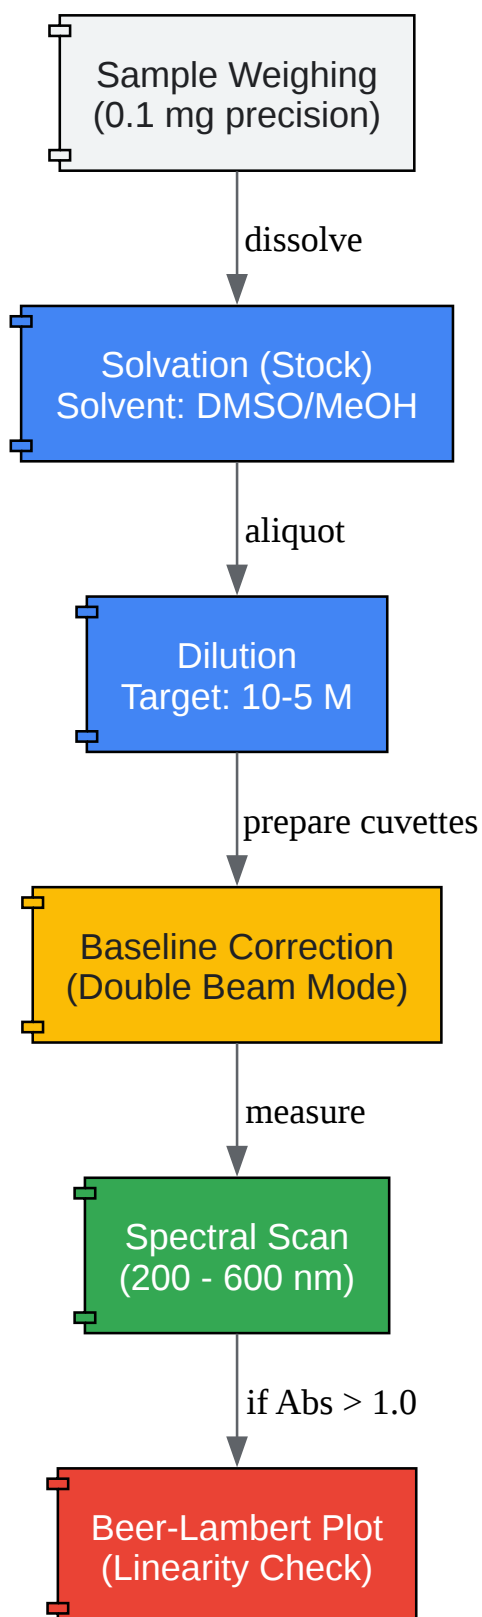 Sample Weighing
(0.1 mg precision)
dissolve
Solvation (Stock)
Solvent: DMSO/MeOH
aliquot
Dilution
Target: 10-5 M
prepare cuvettes
Baseline Correction
(Double Beam Mode)
measure
Spectral Scan
(200 - 600 nm)
if Abs > 1.0
Beer-Lambert Plot
(Linearity Check)